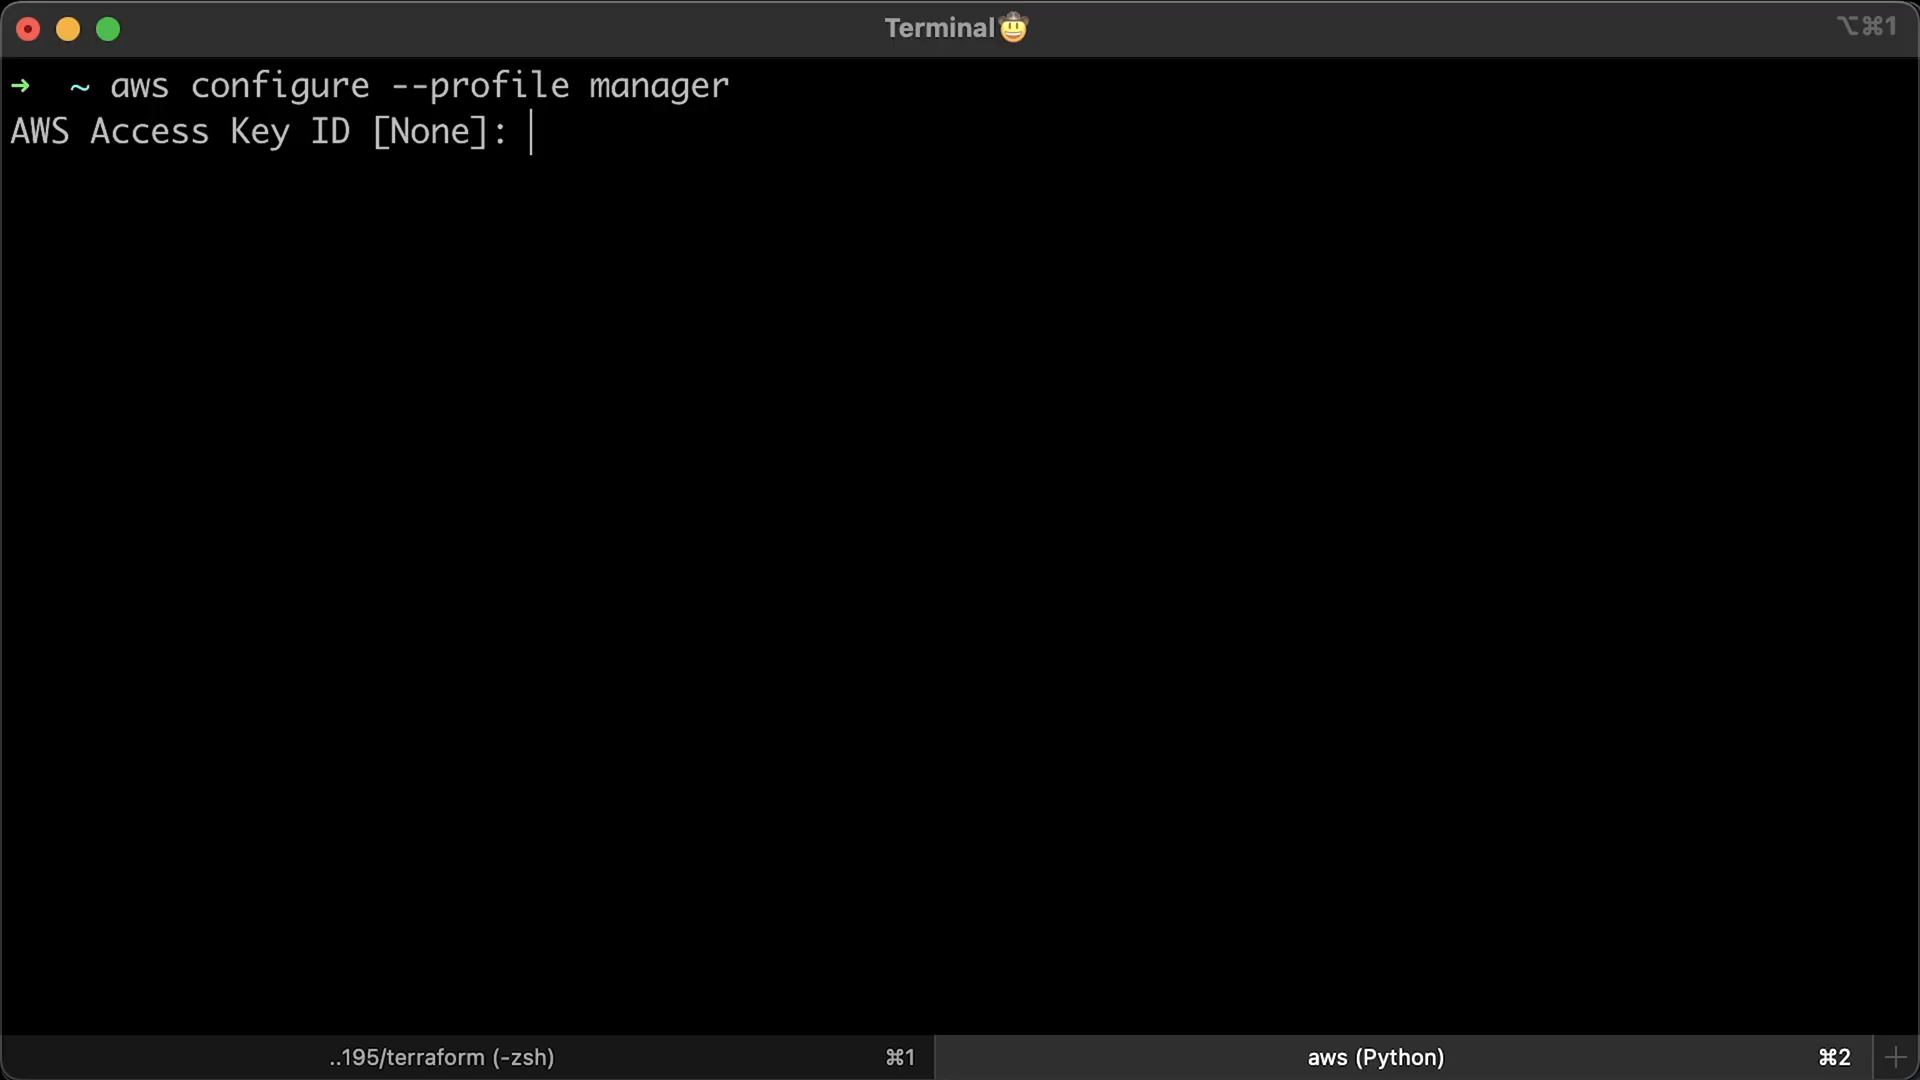 Terminal🤠
⌥⌘1
→ ~ aws configure --profile manager
AWS Access Key ID [None]:
..195/terraform (-zsh) ⌘1
aws (Python) ⌘2